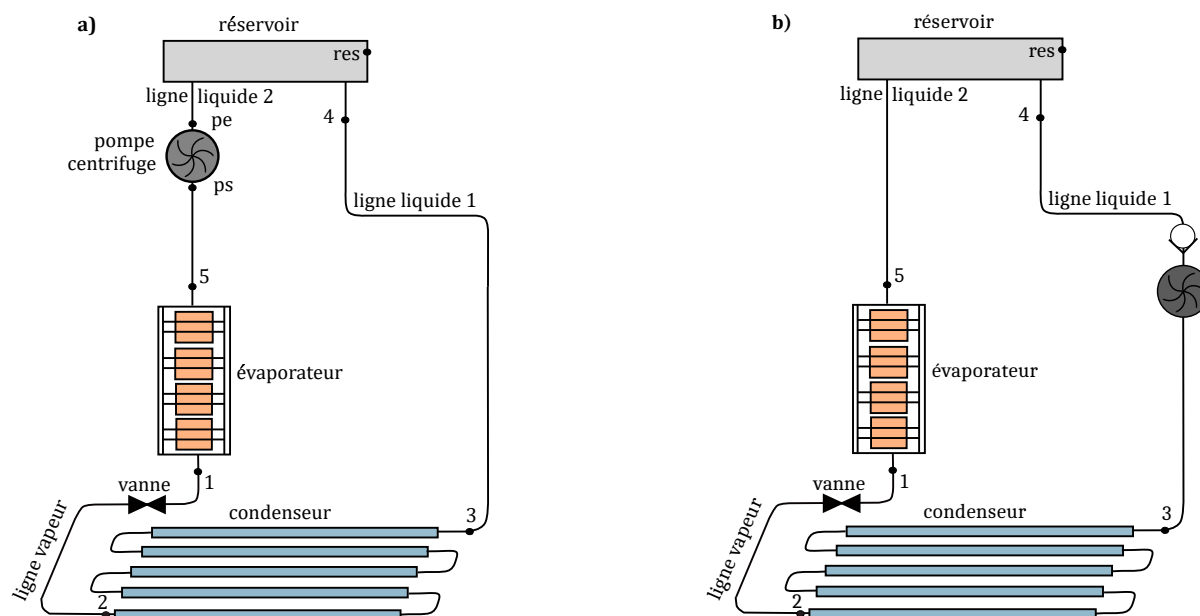 a)
réservoir
res
ligne liquide 2
4
pe
pompe
centrifuge
ps
ligne liquide 1
5
évaporateur
vanne
1
ligne vapeur
condenseur
3
2
b)
réservoir
res
ligne liquide 2
4
ligne liquide 1
5
évaporateur
vanne
1
ligne vapeur
condenseur
3
2